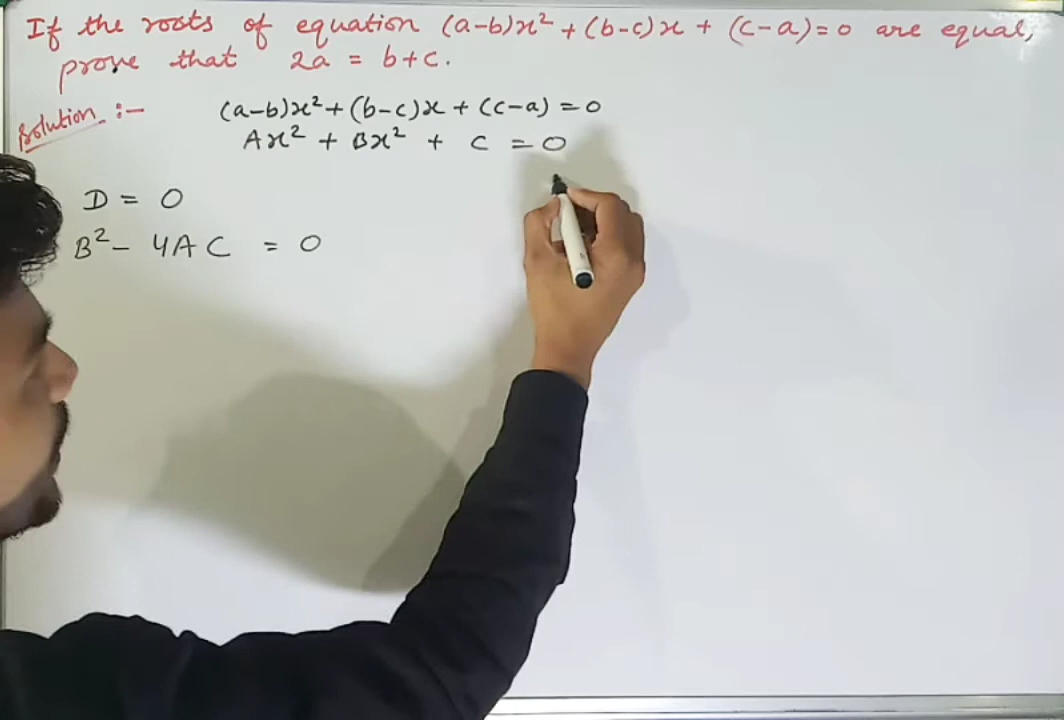 If the roots of equation (a-b)x² + (b-c)x + (c-a)=0 are equal,
prove that 2a = b+c.
Solution :- (a-b)x² + (b-c)x + (c-a) = 0
Ax² + Bx² + C = 0
D = 0
B² - 4AC = 0